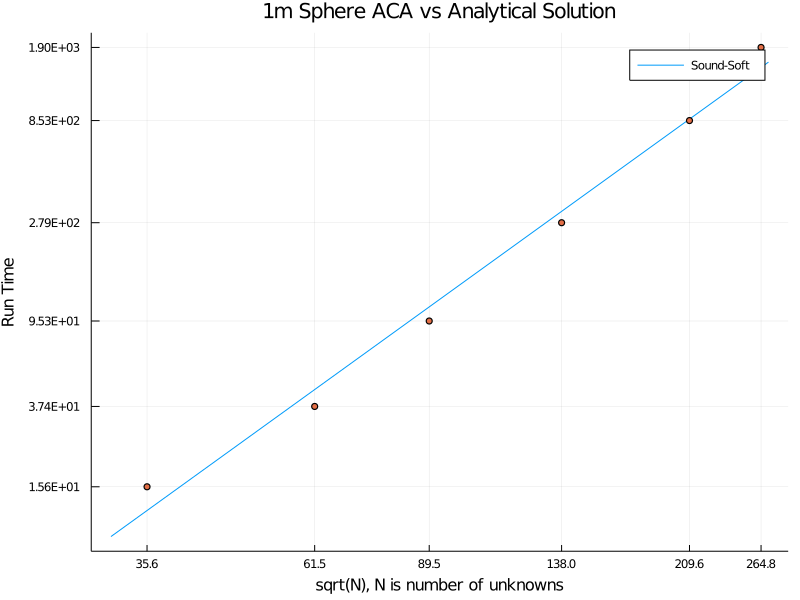 1m Sphere ACA vs Analytical Solution
1.90E+03
Sound-Soft
8.53E+02
2.79E+02
9.53E+01
3.74E+01
1.56E+01
Run Time
35.6
61.5
89.5
138.0
209.6
264.8
sqrt(N), N is number of unknowns